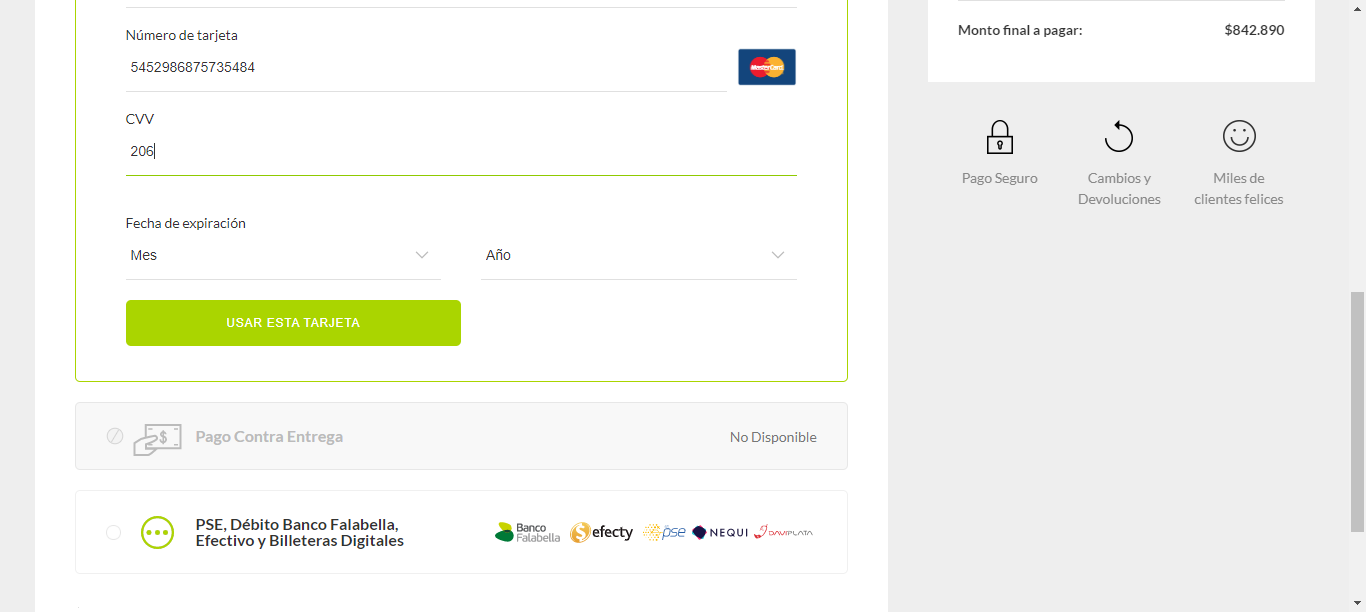 Número de tarjeta
5452986875735484
MasterCard
CVV
206
Fecha de expiración
Mes
Año
USAR ESTA TARJETA
$
Pago Contra Entrega
No Disponible
PSE, Débito Banco Falabella,
Efectivo y Billeteras Digitales
Banco
Falabella
$efecty
pse
NEQUI
DAVIPLATA
Monto final a pagar: $842.890
Pago Seguro
Cambios y
Devoluciones
Miles de
clientes felices